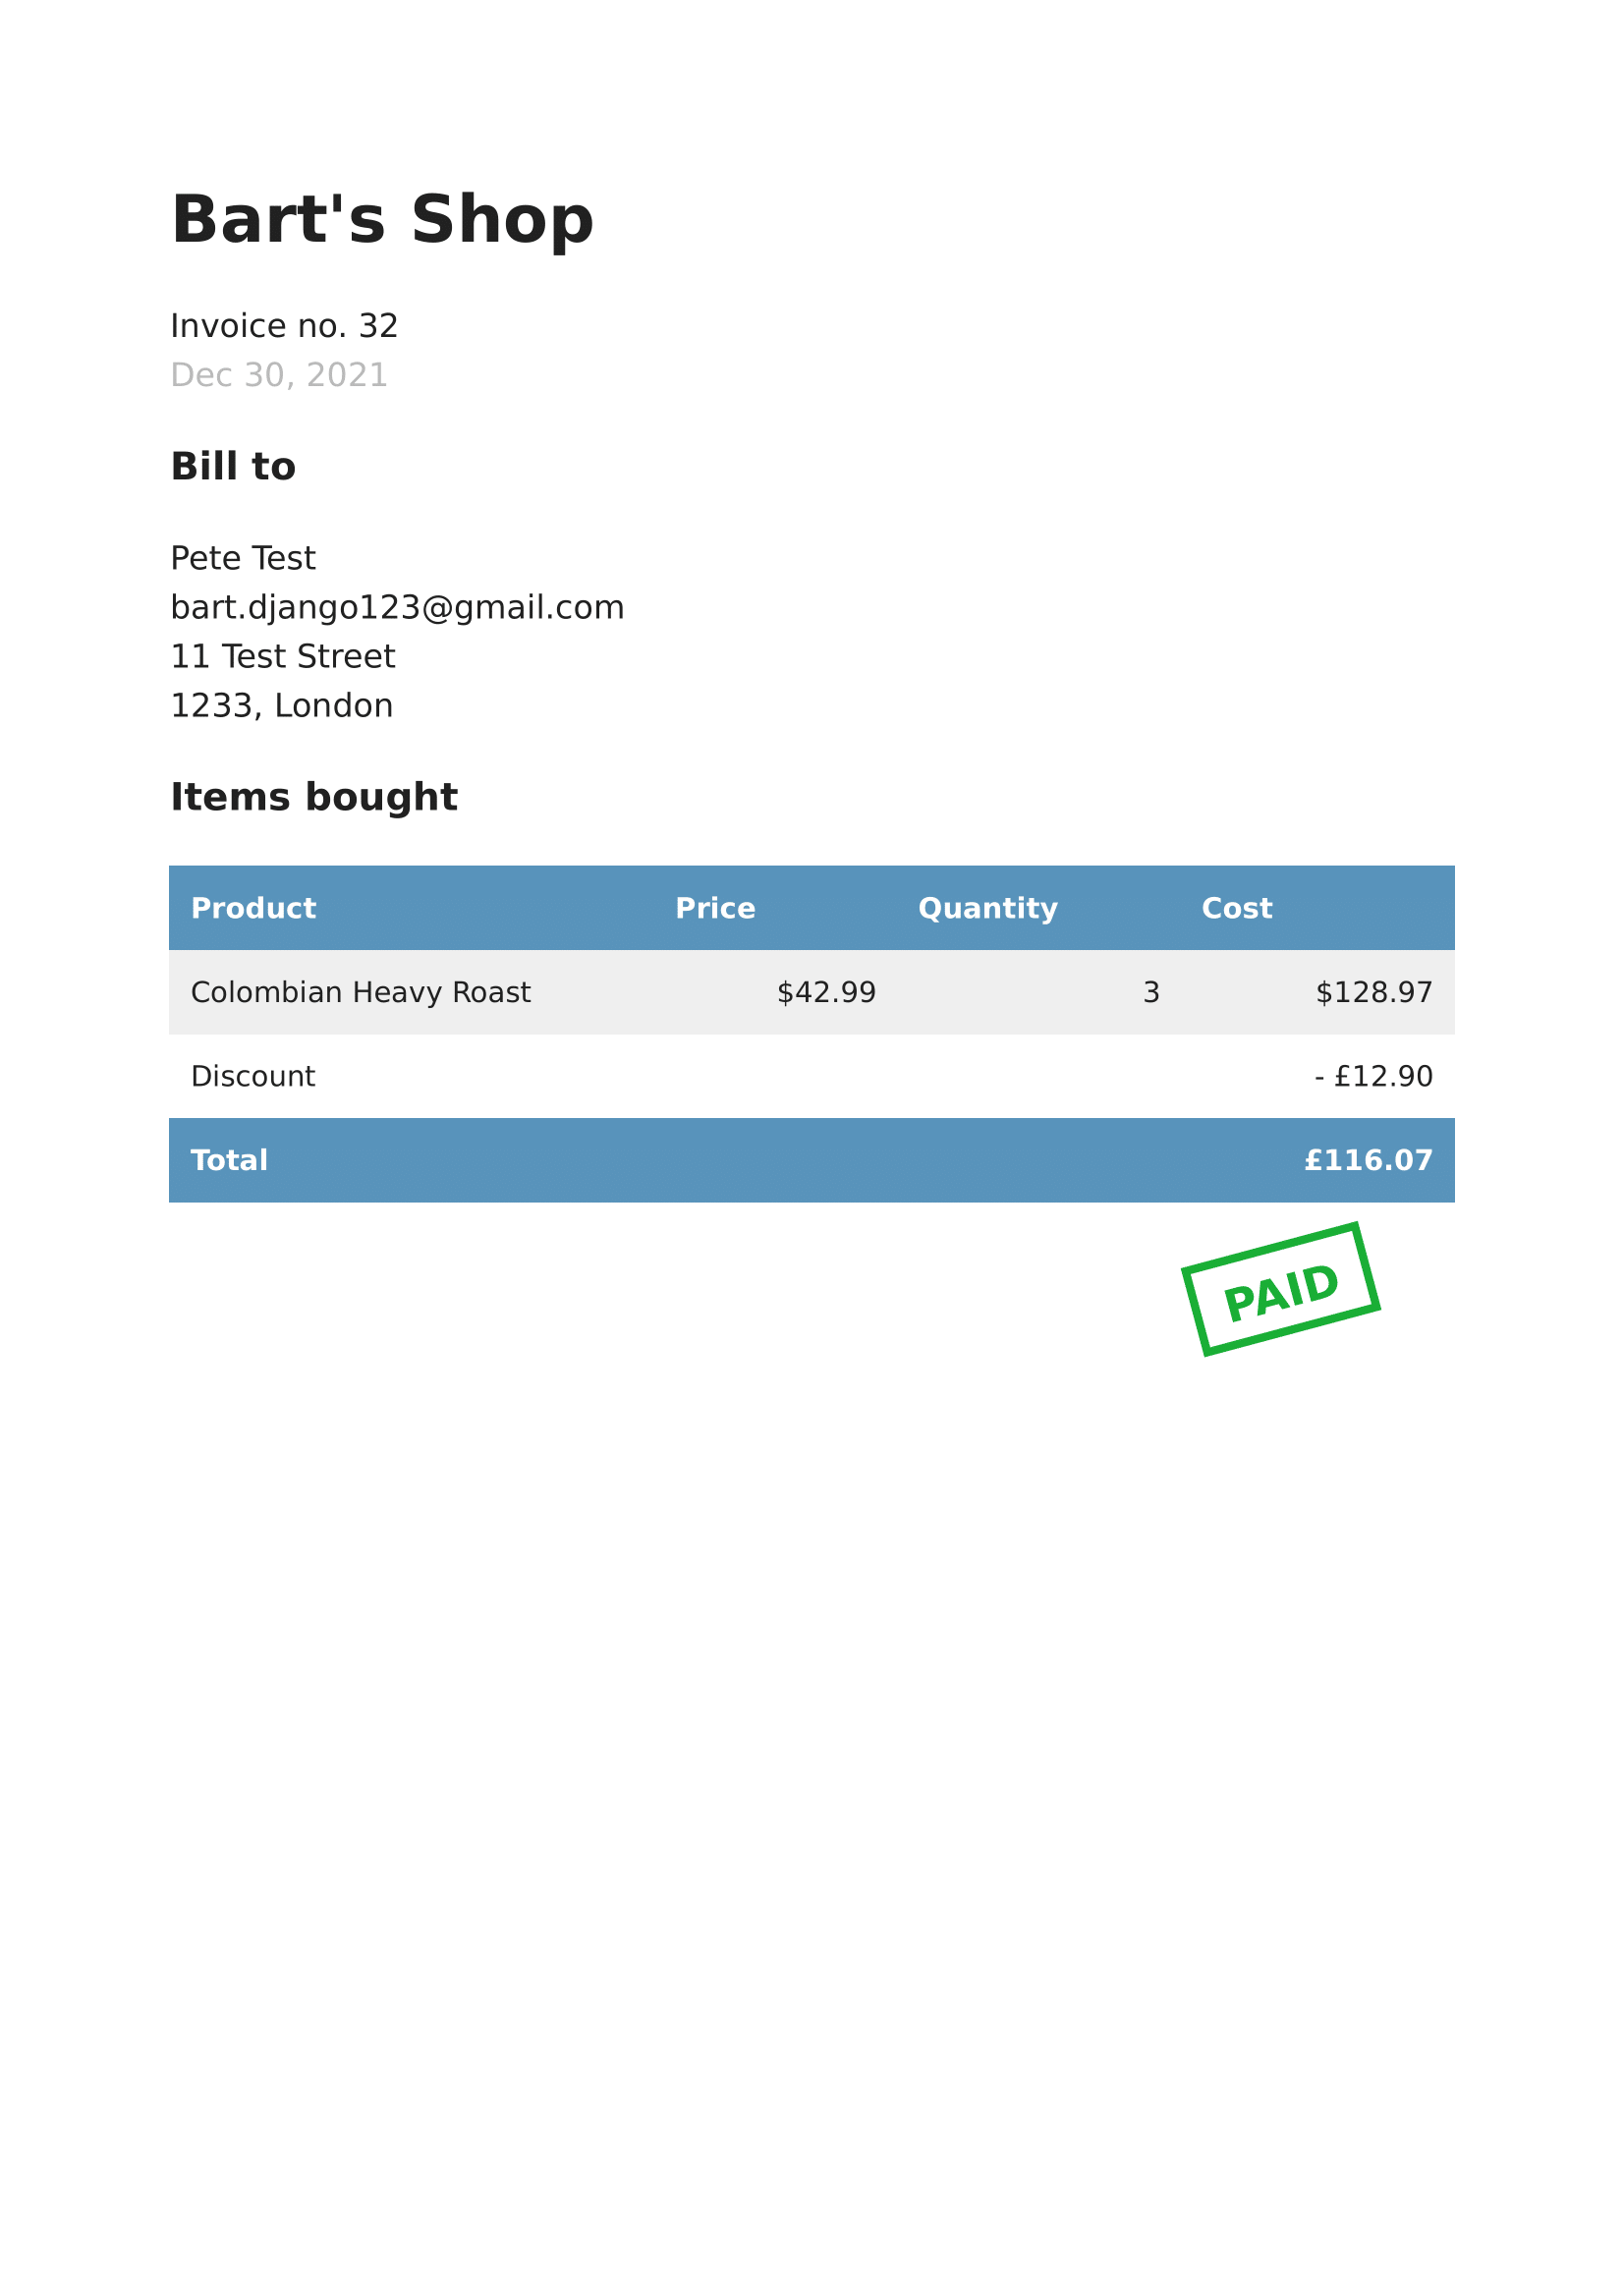 Bart's Shop
Invoice no. 32
Dec 30, 2021
Bill to
Pete Test
bart.django123@gmail.com
11 Test Street
1233, London
Items bought
Product Price Quantity Cost
Colombian Heavy Roast $42.99 3 $128.97
Discount - £12.90
Total £116.07
PAID